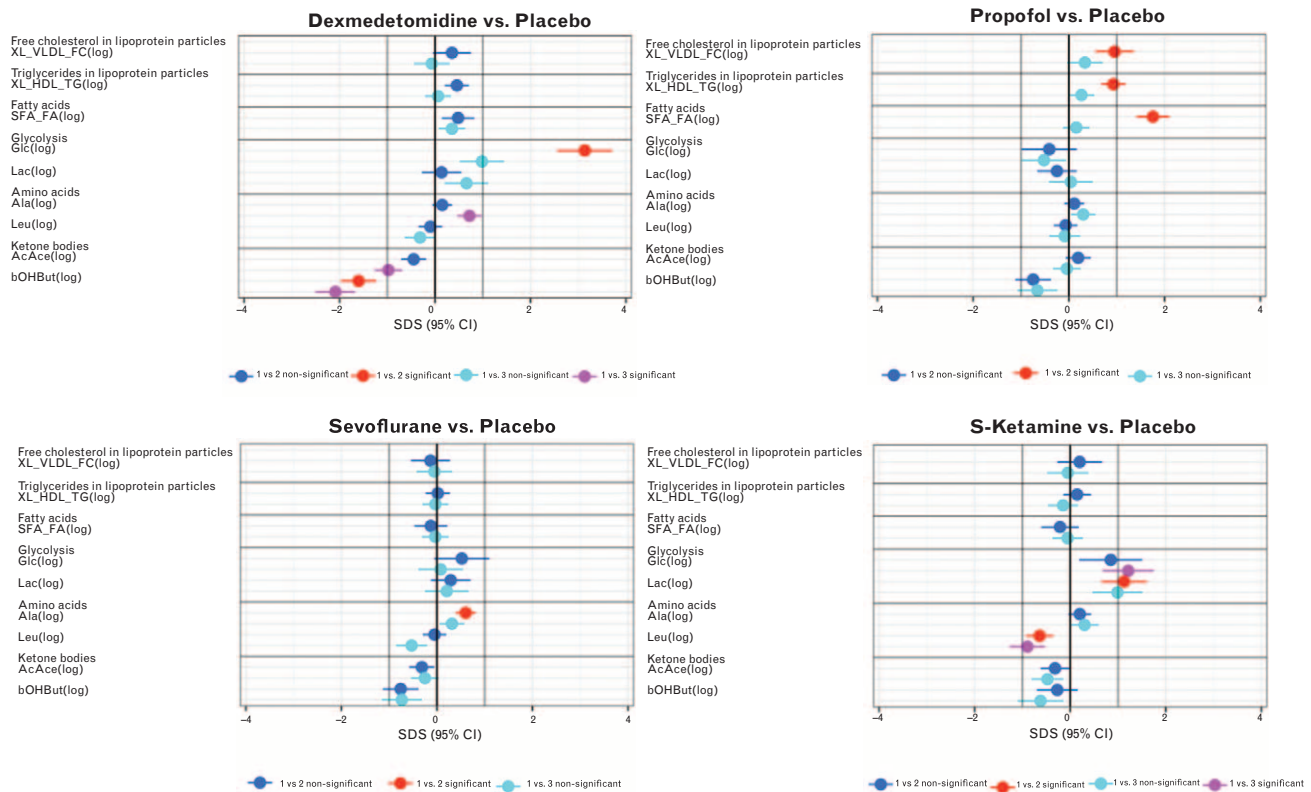 Dexmedetomidine vs. Placebo
Free cholesterol in lipoprotein particles
XL_VLDL_FC(log)
Triglycerides in lipoprotein particles
XL_HDL_TG(log)
Fatty acids
SFA_FA(log)
Glycolysis
Glc(log)
Lac(log)
Amino acids
Ala(log)
Leu(log)
Ketone bodies
AcAce(log)
bOHBut(log)
−4 −2 0 2 4
SDS (95% CI)
1 vs 2 non-significant 1 vs. 2 significant 1 vs. 3 non-significant 1 vs. 3 significant
Propofol vs. Placebo
Free cholesterol in lipoprotein particles
XL_VLDL_FC(log)
Triglycerides in lipoprotein particles
XL_HDL_TG(log)
Fatty acids
SFA_FA(log)
Glycolysis
Glc(log)
Lac(log)
Amino acids
Ala(log)
Leu(log)
Ketone bodies
AcAce(log)
bOHBut(log)
−4 −2 0 2 4
SDS (95% CI)
1 vs 2 non-significant 1 vs. 2 significant 1 vs. 3 non-significant
Sevoflurane vs. Placebo
Free cholesterol in lipoprotein particles
XL_VLDL_FC(log)
Triglycerides in lipoprotein particles
XL_HDL_TG(log)
Fatty acids
SFA_FA(log)
Glycolysis
Glc(log)
Lac(log)
Amino acids
Ala(log)
Leu(log)
Ketone bodies
AcAce(log)
bOHBut(log)
−4 −2 0 2 4
SDS (95% CI)
1 vs 2 non-significant 1 vs. 2 significant 1 vs. 3 non-significant
S-Ketamine vs. Placebo
Free cholesterol in lipoprotein particles
XL_VLDL_FC(log)
Triglycerides in lipoprotein particles
XL_HDL_TG(log)
Fatty acids
SFA_FA(log)
Glycolysis
Glc(log)
Lac(log)
Amino acids
Ala(log)
Leu(log)
Ketone bodies
AcAce(log)
bOHBut(log)
−4 −2 0 2 4
SDS (95% CI)
1 vs 2 non-significant 1 vs. 2 significant 1 vs. 3 non-significant 1 vs. 3 significant